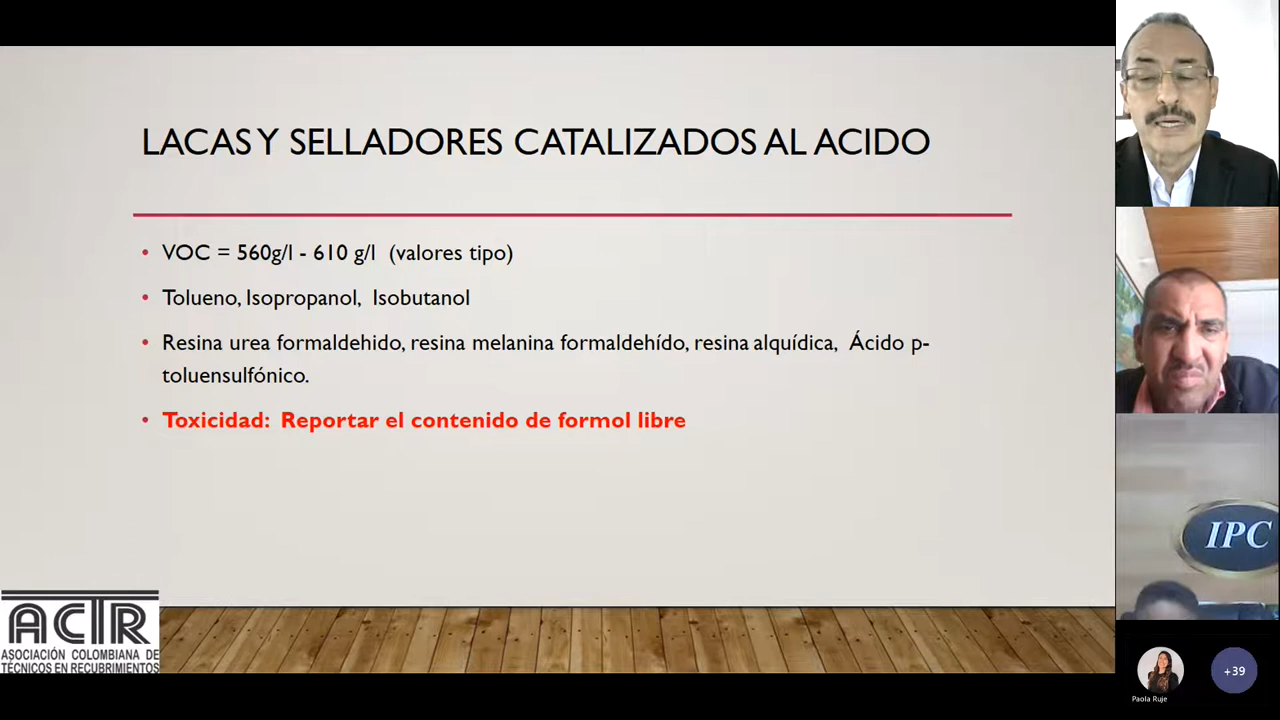 LACAS Y SELLADORES CATALIZADOS AL ACIDO
• VOC = 560g/l - 610 g/l (valores tipo)
• Tolueno, Isopropanol, Isobutanol
• Resina urea formaldehido, resina melanina formaldehído, resina alquídica, Ácido p-
toluensulfónico.
• Toxicidad: Reportar el contenido de formol libre
ACTR
ASOCIACIÓN COLOMBIANA DE
TÉCNICOS EN RECUBRIMIENTOS
IPC
Paola Ruje
+39